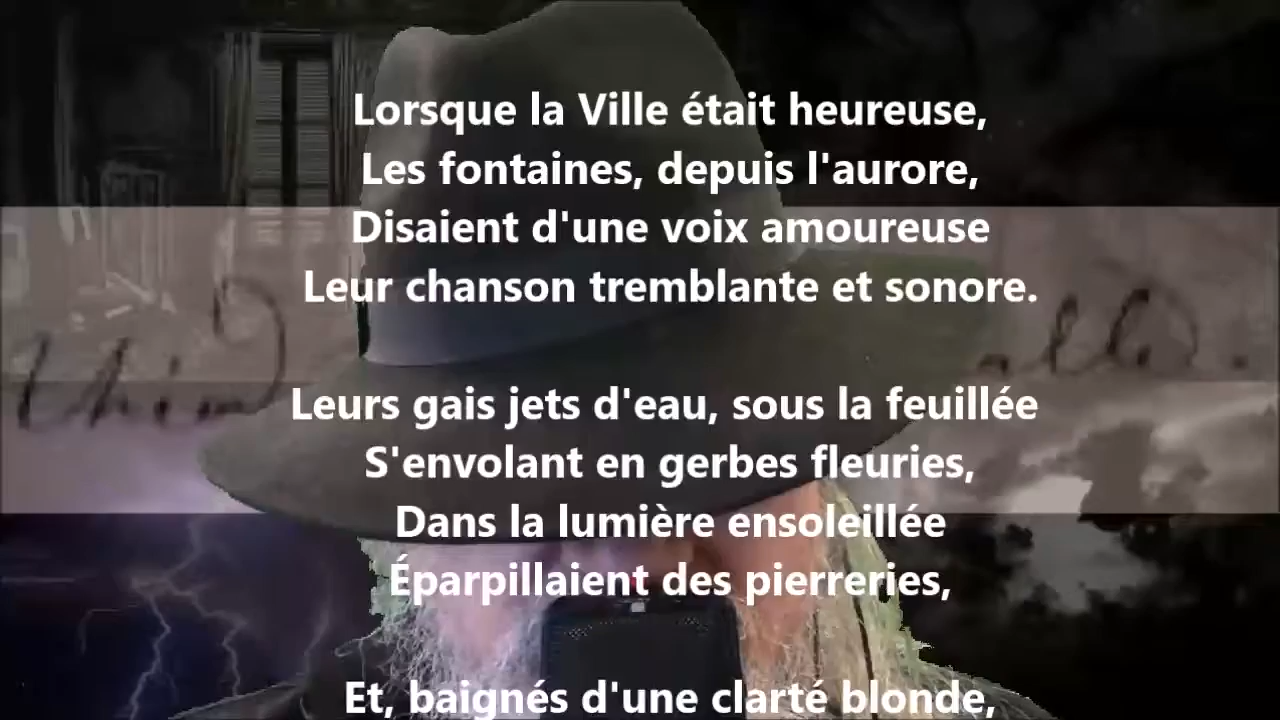 Lorsque la Ville était heureuse,
Les fontaines, depuis l'aurore,
Disaient d'une voix amoureuse
Leur chanson tremblante et sonore.
Leurs gais jets d'eau, sous la feuillée
S'envolant en gerbes fleuries,
Dans la lumière ensoleillée
Éparpillaient des pierreries,
Et, baignés d'une clarté blonde,